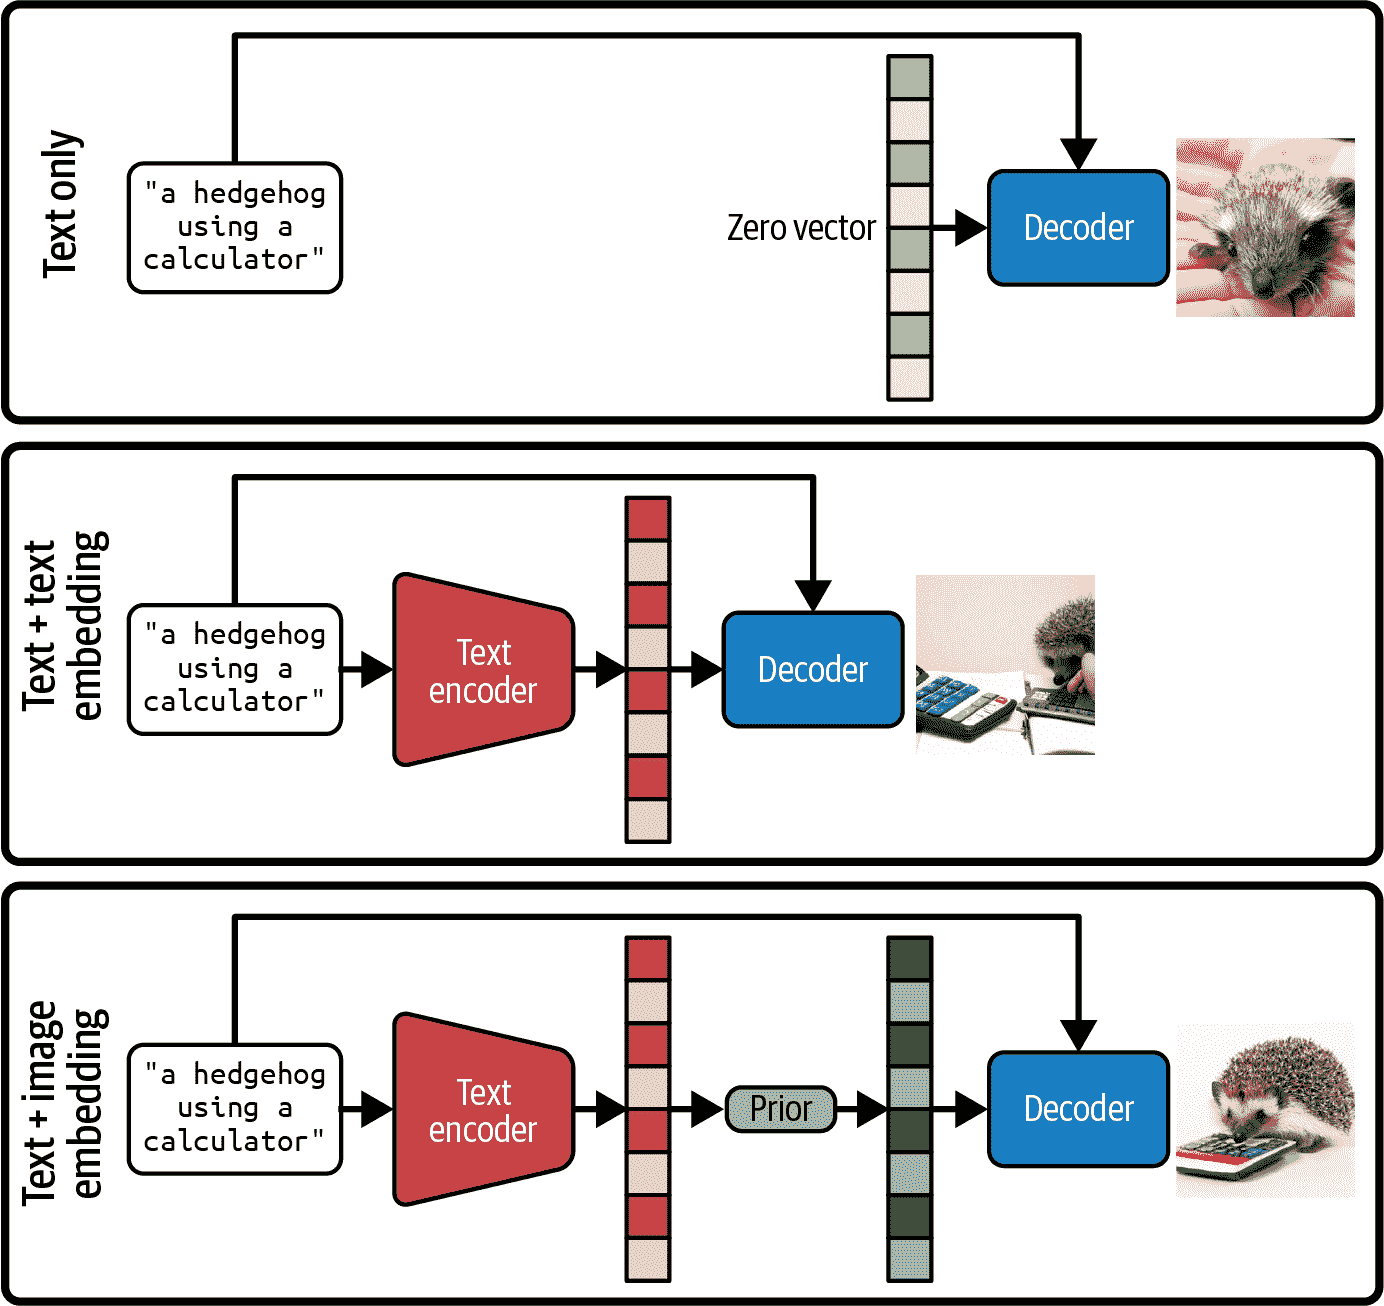 Text only
"a hedgehog
using a
calculator"
Zero vector
Decoder
Text + text
embedding
"a hedgehog
using a
calculator"
Text
encoder
Decoder
Text + image
embedding
"a hedgehog
using a
calculator"
Text
encoder
Prior
Decoder